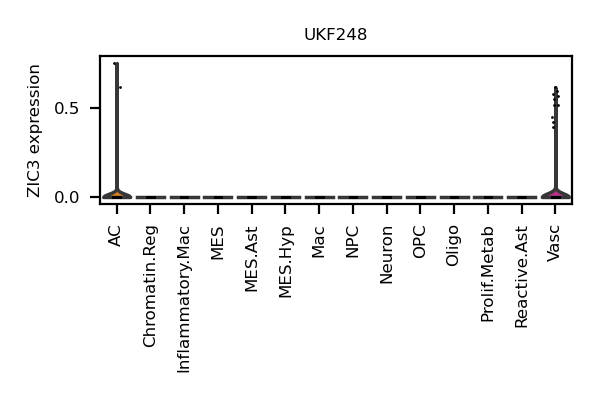 UKF248
ZIC3 expression
0.5
0.0
AC
Chromatin.Reg
Inflammatory.Mac
MES
MES.Ast
MES.Hyp
Mac
NPC
Neuron
OPC
Oligo
Prolif.Metab
Reactive.Ast
Vasc